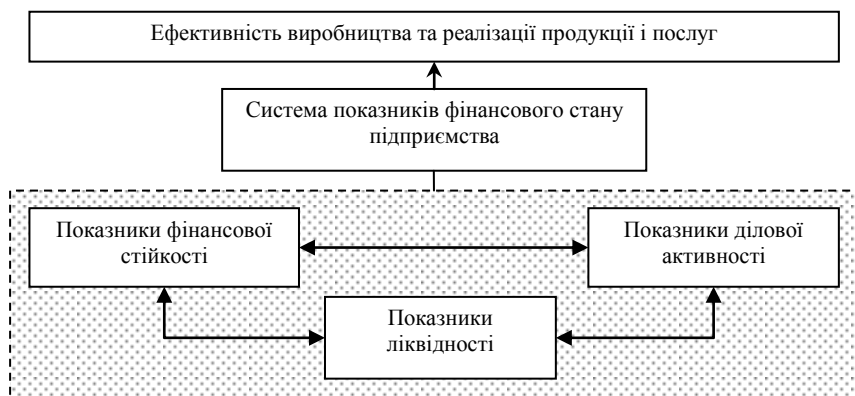 Ефективність виробництва та реалізації продукції і послуг
Система показників фінансового стану
підприємства
Показники фінансової
стійкості
Показники ділової
активності
Показники
ліквідності